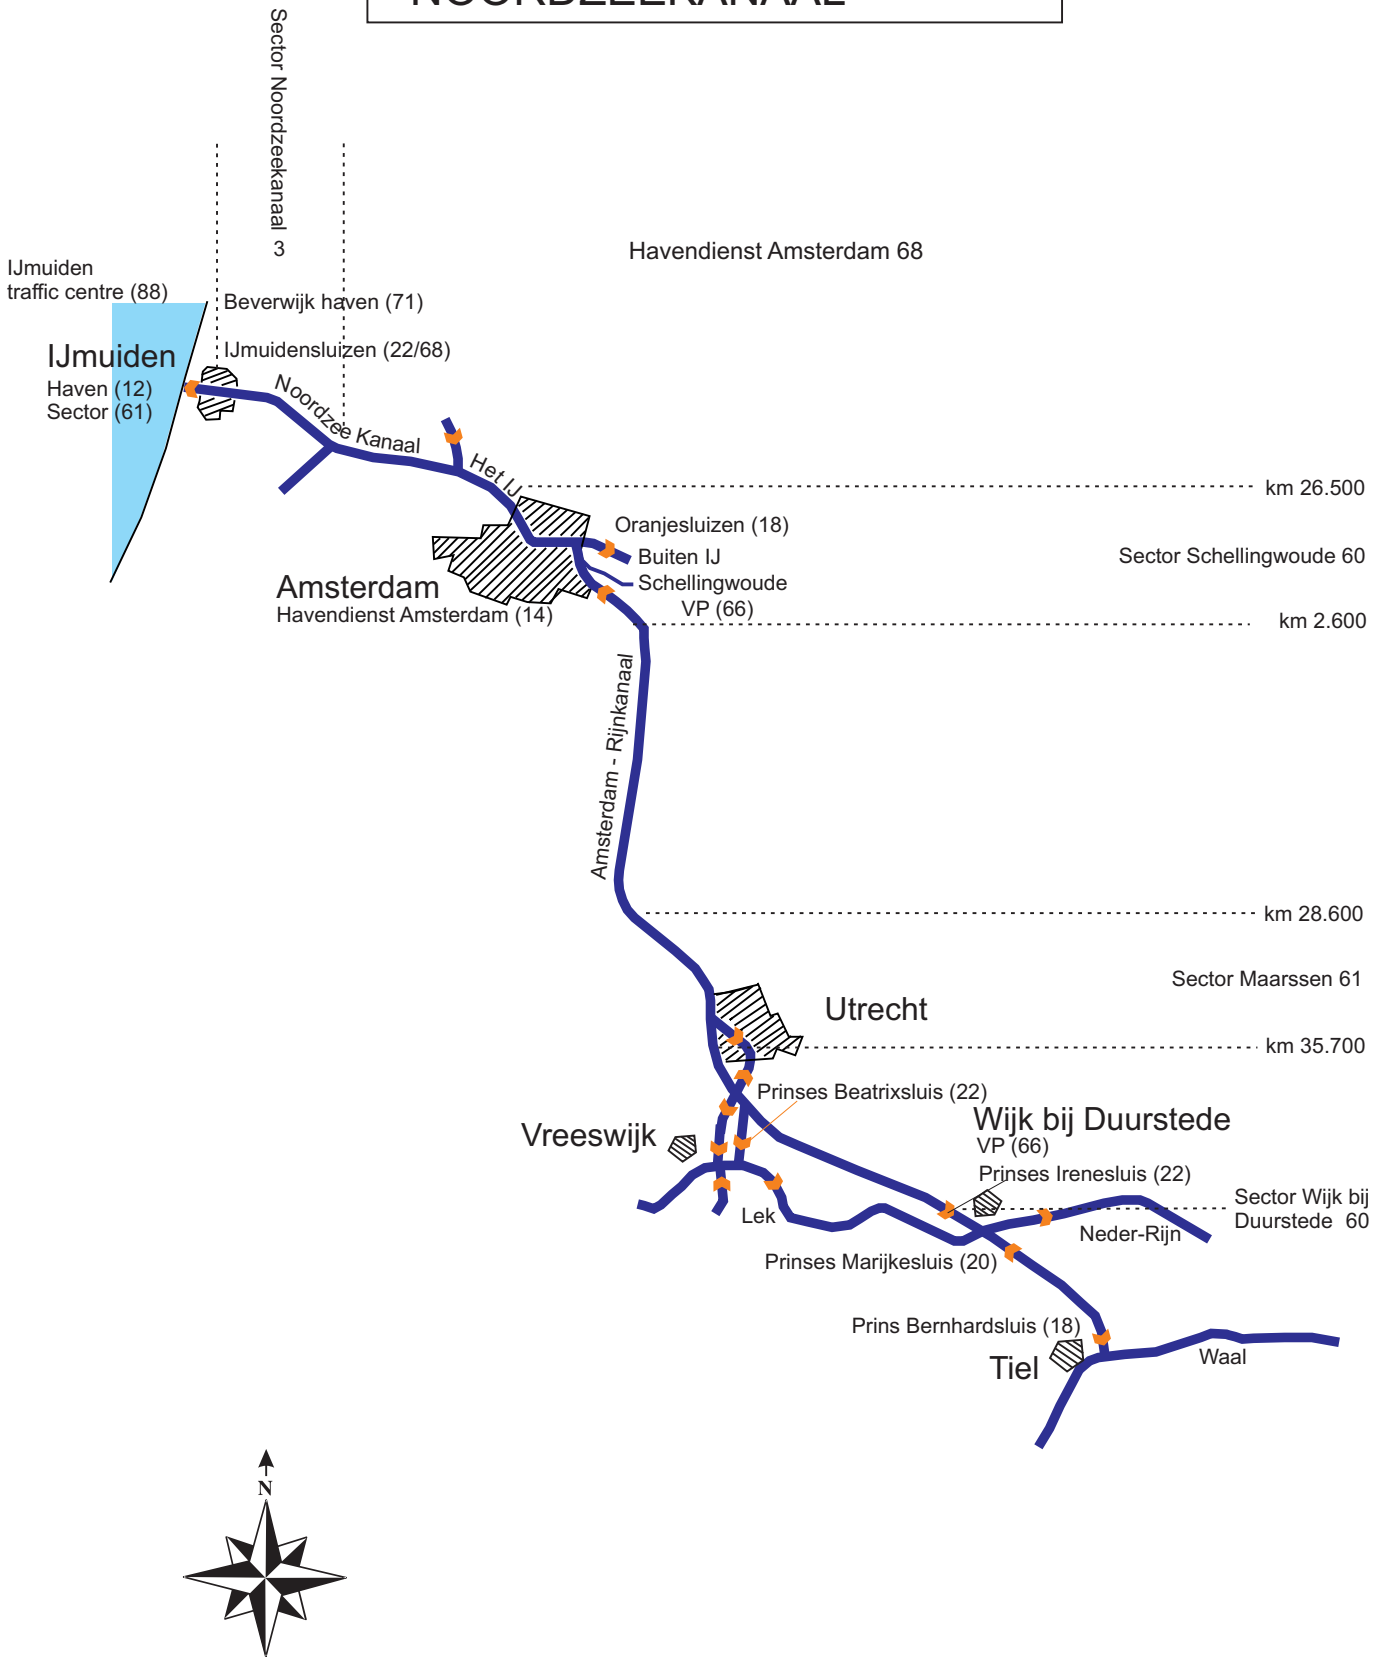 NOORDZEEKANAAL
Sector Noordzeekanaal
3
Havendienst Amsterdam 68
IJmuiden
traffic centre (88)
Beverwijk haven (71)
IJmuiden
IJmuidensluizen (22/68)
Haven (12)
Sector (61)
Noordzee Kanaal
Het IJ
km 26.500
Oranjesluizen (18)
Buiten IJ
Sector Schellingwoude 60
Schellingwoude
VP (66)
Amsterdam
Havendienst Amsterdam (14)
km 2.600
Amsterdam - Rijnkanaal
km 28.600
Sector Maarssen 61
Utrecht
km 35.700
Prinses Beatrixsluis (22)
Vreeswijk
Wijk bij Duurstede
VP (66)
Prinses Irenesluis (22)
Sector Wijk bij
Duurstede 60
Lek
Neder-Rijn
Prinses Marijkesluis (20)
Prins Bernhardsluis (18)
Tiel
Waal
N